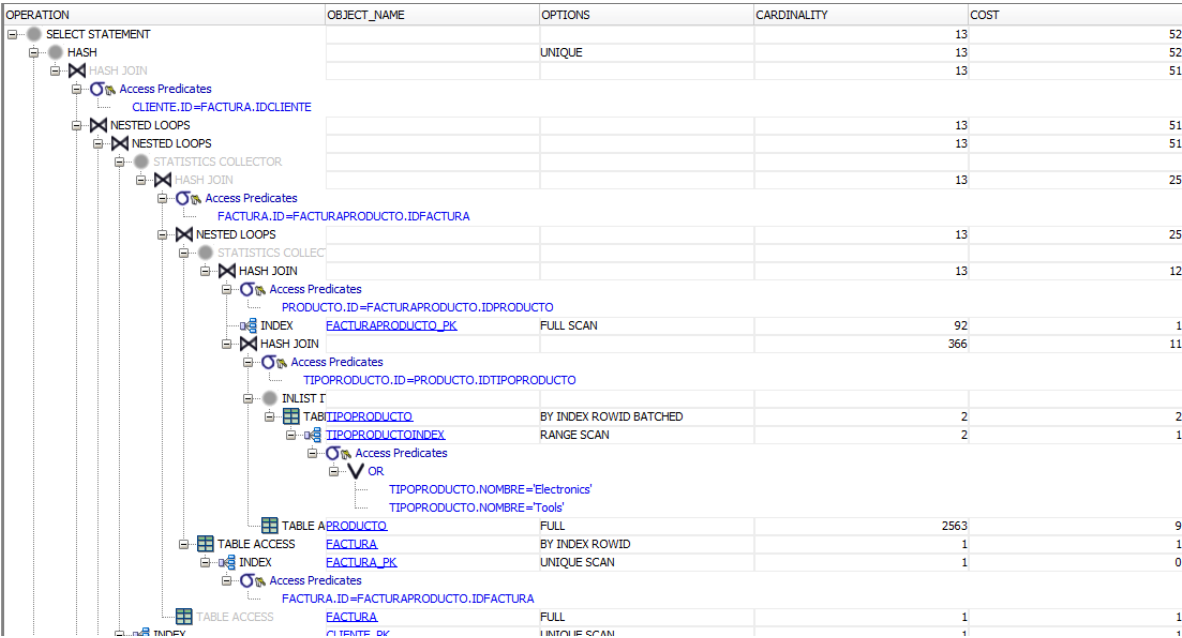 OPERATION OBJECT_NAME OPTIONS CARDINALITY COST
SELECT STATEMENT 13 52
HASH UNIQUE 13 52
HASH JOIN 13 51
Access Predicates
CLIENTE.ID=FACTURA.IDCLIENTE
NESTED LOOPS 13 51
NESTED LOOPS 13 51
STATISTICS COLLECTOR
HASH JOIN 13 25
Access Predicates
FACTURA.ID=FACTURAPRODUCTO.IDFACTURA
NESTED LOOPS 13 25
STATISTICS COLLECT
HASH JOIN 13 12
Access Predicates
PRODUCTO.ID=FACTURAPRODUCTO.IDPRODUCTO
INDEX FACTURAPRODUCTO_PK FULL SCAN 92 1
HASH JOIN 366 11
Access Predicates
TIPOPRODUCTO.ID=PRODUCTO.IDTIPOPRODUCTO
INLIST IT
TABL TIPOPRODUCTO BY INDEX ROWID BATCHED 2 2
TIPOPRODUCTOINDEX RANGE SCAN 2 1
Access Predicates
OR
TIPOPRODUCTO.NOMBRE='Electronics'
TIPOPRODUCTO.NOMBRE='Tools'
TABLE A PRODUCTO FULL 2563 9
TABLE ACCESS FACTURA BY INDEX ROWID 1 1
INDEX FACTURA_PK UNIQUE SCAN 1 0
Access Predicates
FACTURA.ID=FACTURAPRODUCTO.IDFACTURA
TABLE ACCESS FACTURA FULL 1 1
INDEX CLIENTE_PK UNIQUE SCAN 1 1